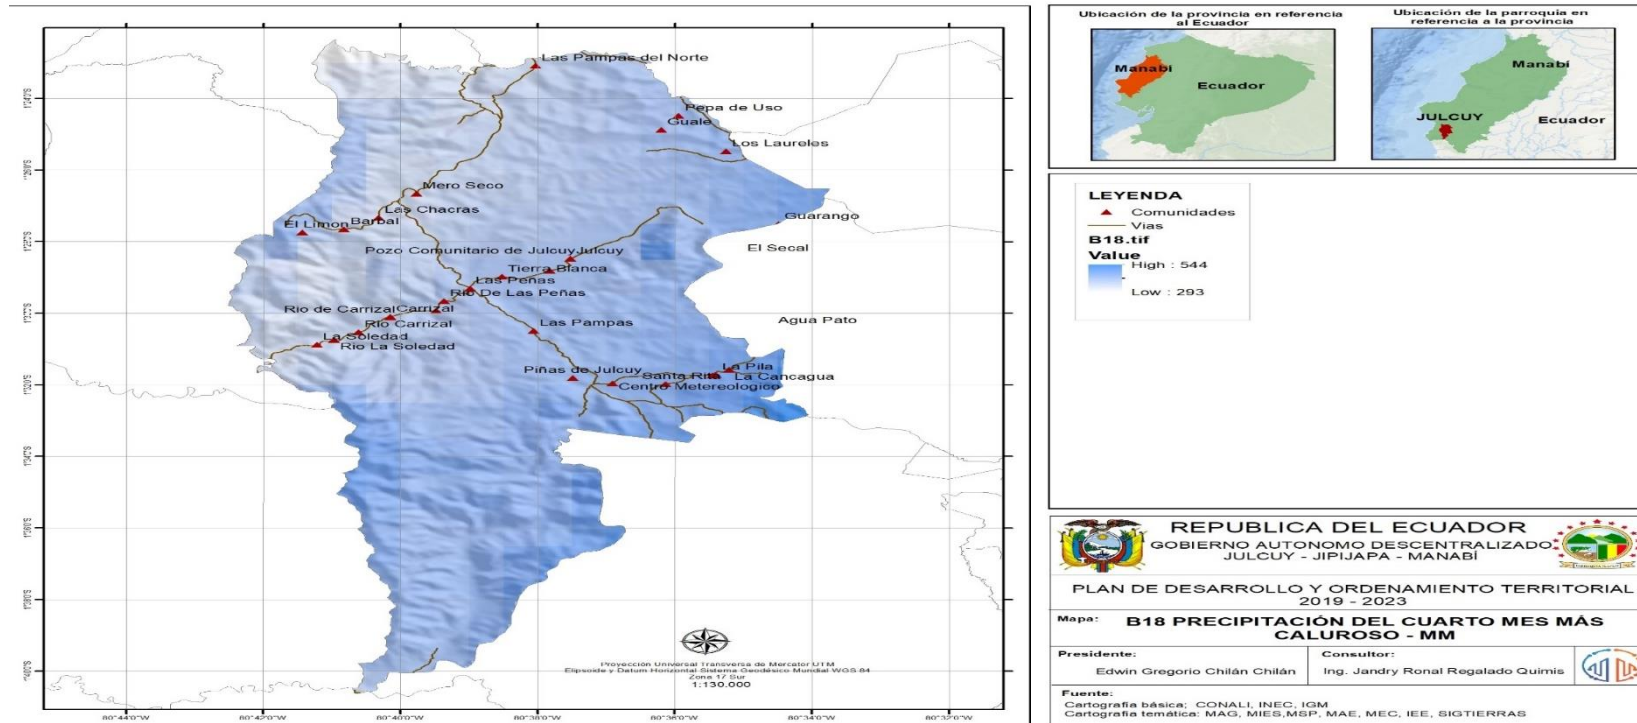 Las Pampas del Norte
Pepa de Uso
Guale
Los Laureles
Mero Seco
Las Chacras
El Limon
Barbal
Guarango
El Secal
Pozo Comunitario de Julcuy
Julcuy
Tierra Blanca
Las Peñas
Rio De Las Peñas
Rio de Carrizal
Carrizal
Rio Carrizal
La Soledad
Rio La Soledad
Las Pampas
Agua Pato
Piñas de Julcuy
La Pila
Santa Rita
La Cancagua
Centro Metereologico
80°44'0"W
80°42'0"W
80°40'0"W
80°38'0"W
80°36'0"W
80°34'0"W
80°32'0"W
Proyección Universal Transversa de Mercator UTM
Elipsoide y Datum Horizontal Sistema Geodésico Mundial WGS 84
Zona 17 Sur
1:130.000
Ubicación de la provincia en referencia
al Ecuador
Manabi
Ecuador
Ubicación de la parroquia en
referencia a la provincia
Manabi
JULCUY
Ecuador
LEYENDA
Comunidades
Vias
B18.tif
Value
High : 544
Low : 293
REPUBLICA DEL ECUADOR
GOBIERNO AUTONOMO DESCENTRALIZADO
JULCUY - JIPIJAPA - MANABÍ
PLAN DE DESARROLLO Y ORDENAMIENTO TERRITORIAL
2019 - 2023
Mapa: B18 PRECIPITACIÓN DEL CUARTO MES MÁS
CALUROSO - MM
Presidente:
Edwin Gregorio Chilán Chilán
Consultor:
Ing. Jandry Ronal Regalado Quimis
Fuente:
Cartografia básica; CONALI, INEC, IGM
Cartografia temática: MAG, MIES,MSP, MAE, MEC, IEE, SIGTIERRAS